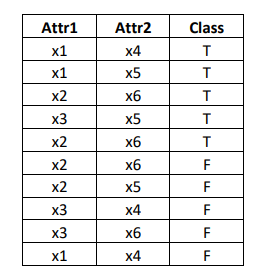 Attr1 Attr2 Class
x1 x4 T
x1 x5 T
x2 x6 T
x3 x5 T
x2 x6 T
x2 x6 F
x2 x5 F
x3 x4 F
x3 x6 F
x1 x4 F